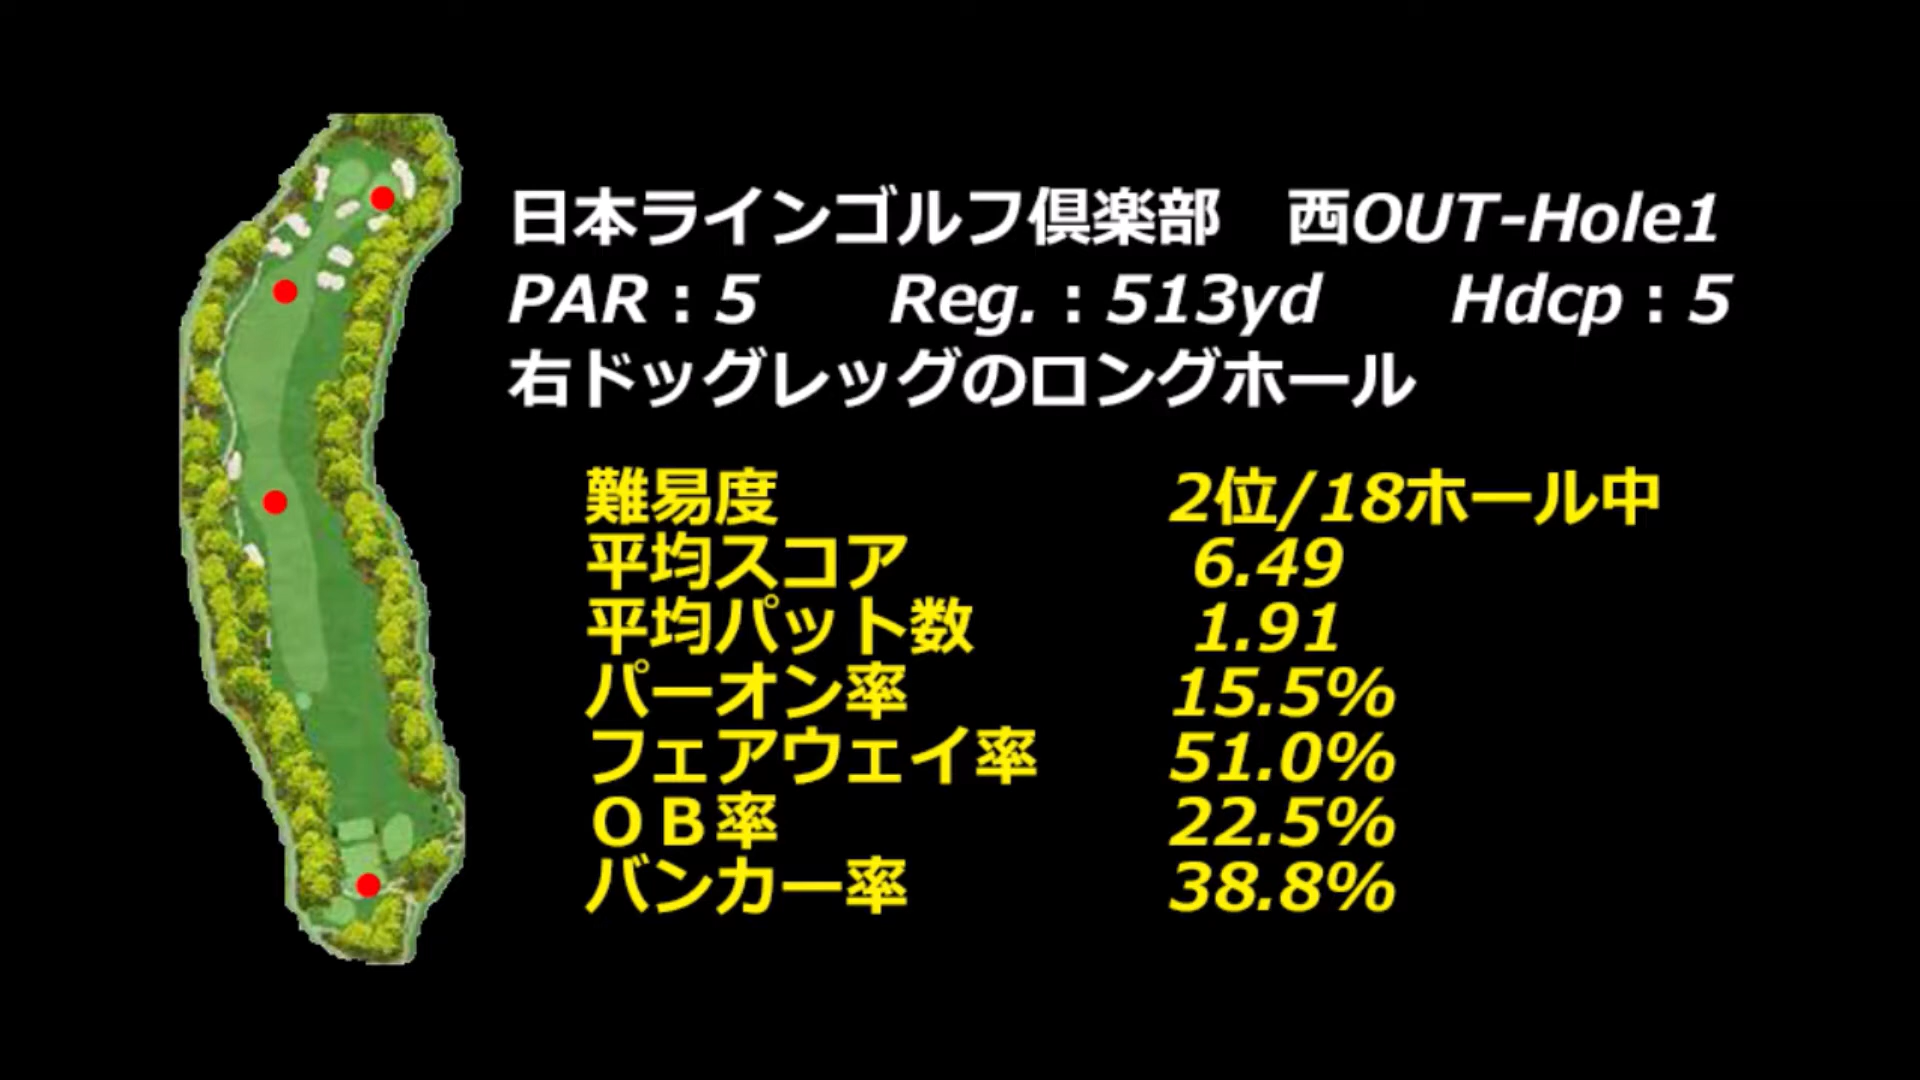 日本ラインゴルフ倶楽部　西OUT-Hole1
PAR：5　Reg.：513yd　Hdcp：5
右ドッグレッグのロングホール
難易度　2位/18ホール中
平均スコア　6.49
平均パット数　1.91
パーオン率　15.5%
フェアウェイ率　51.0%
ＯＢ率　22.5%
バンカー率　38.8%